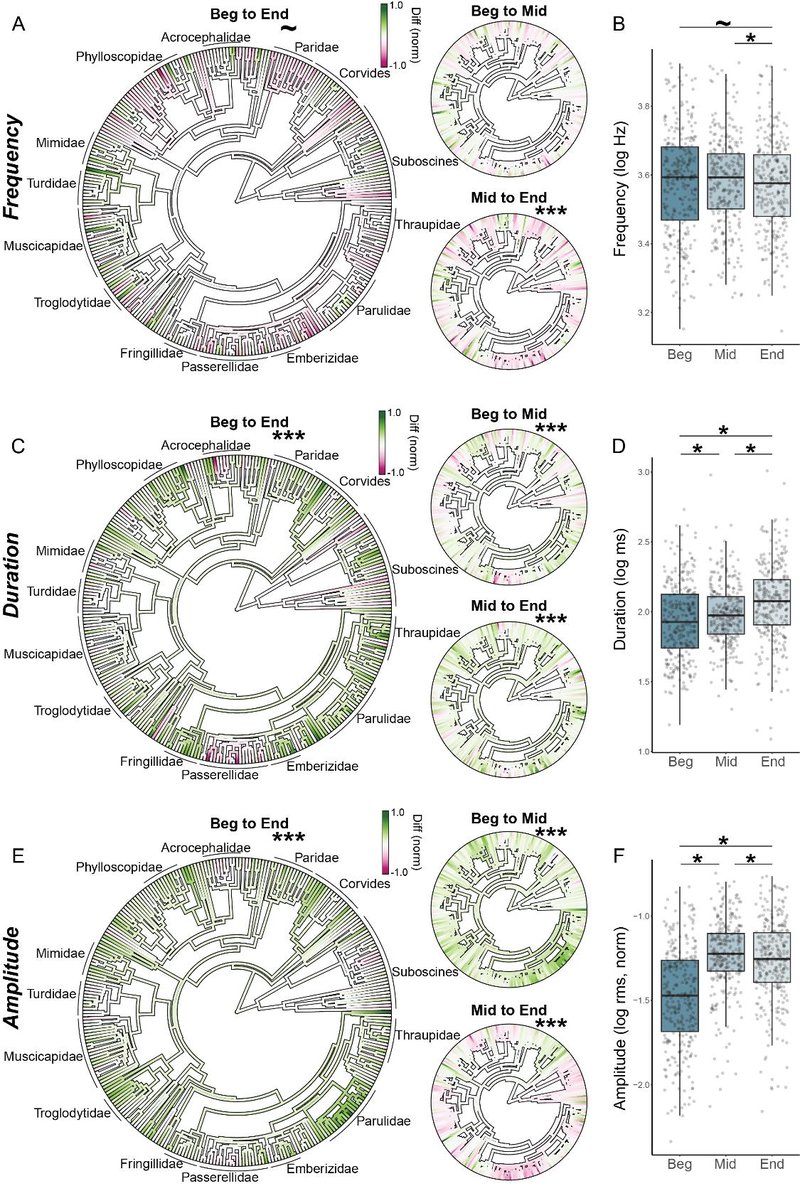 A
Beg to End
~
1.0
-1.0
Diff (norm)
Beg to Mid
B
~
*
Acrocephalidae
Paridae
Phylloscopidae
Corvides
Mimidae
Turdidae
Muscicapidae
Troglodytidae
Fringillidae
Passerellidae
Emberizidae
Parulidae
Thraupidae
Suboscines
Frequency
Mid to End
***
Frequency (log Hz)
3.8
3.6
3.4
3.2
Beg Mid End
C
Beg to End
***
1.0
-1.0
Diff (norm)
Beg to Mid
***
D
*
* *
Acrocephalidae
Paridae
Phylloscopidae
Corvides
Mimidae
Turdidae
Muscicapidae
Troglodytidae
Fringillidae
Passerellidae
Emberizidae
Parulidae
Thraupidae
Suboscines
Duration
Mid to End
***
Duration (log ms)
3.0
2.5
2.0
1.5
1.0
Beg Mid End
E
Beg to End
***
1.0
-1.0
Diff (norm)
Beg to Mid
***
F
*
* *
Acrocephalidae
Paridae
Phylloscopidae
Corvides
Mimidae
Turdidae
Muscicapidae
Troglodytidae
Fringillidae
Passerellidae
Emberizidae
Parulidae
Thraupidae
Suboscines
Amplitude
Mid to End
***
Amplitude (log rms, norm)
−1.0
−1.5
−2.0
Beg Mid End